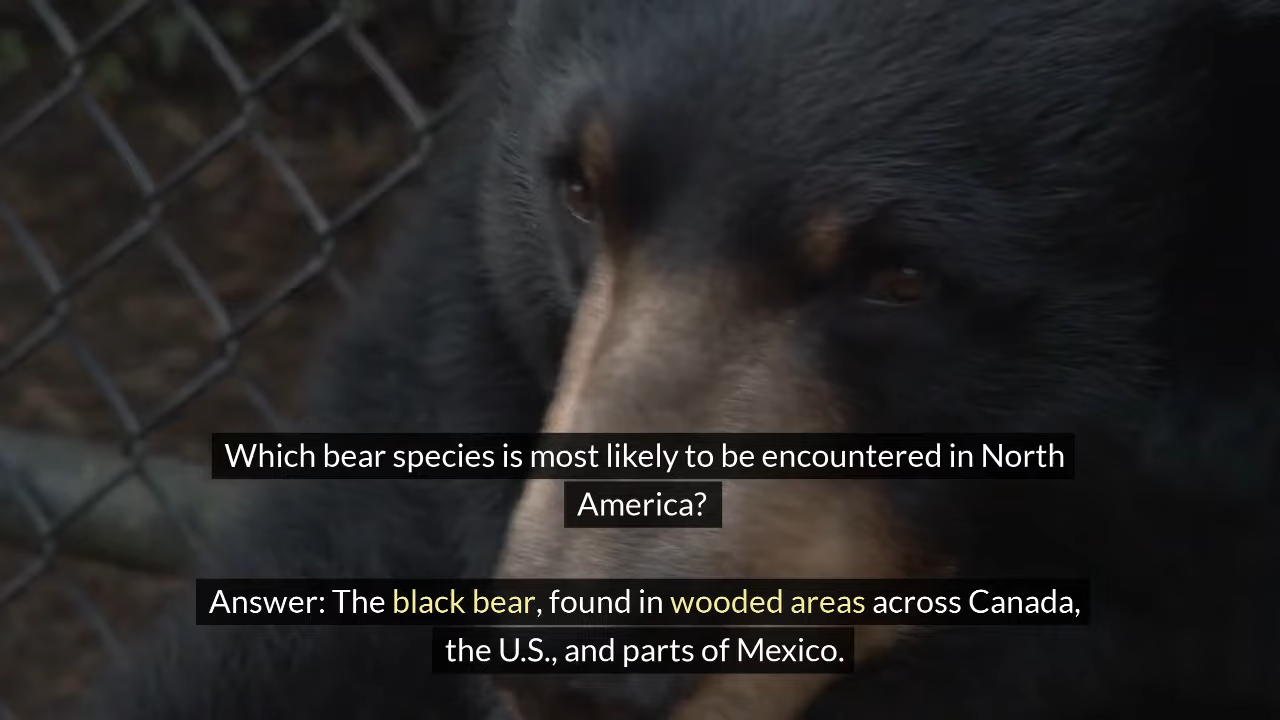 Which bear species is most likely to be encountered in North
America?
Answer: The black bear, found in wooded areas across Canada,
the U.S., and parts of Mexico.